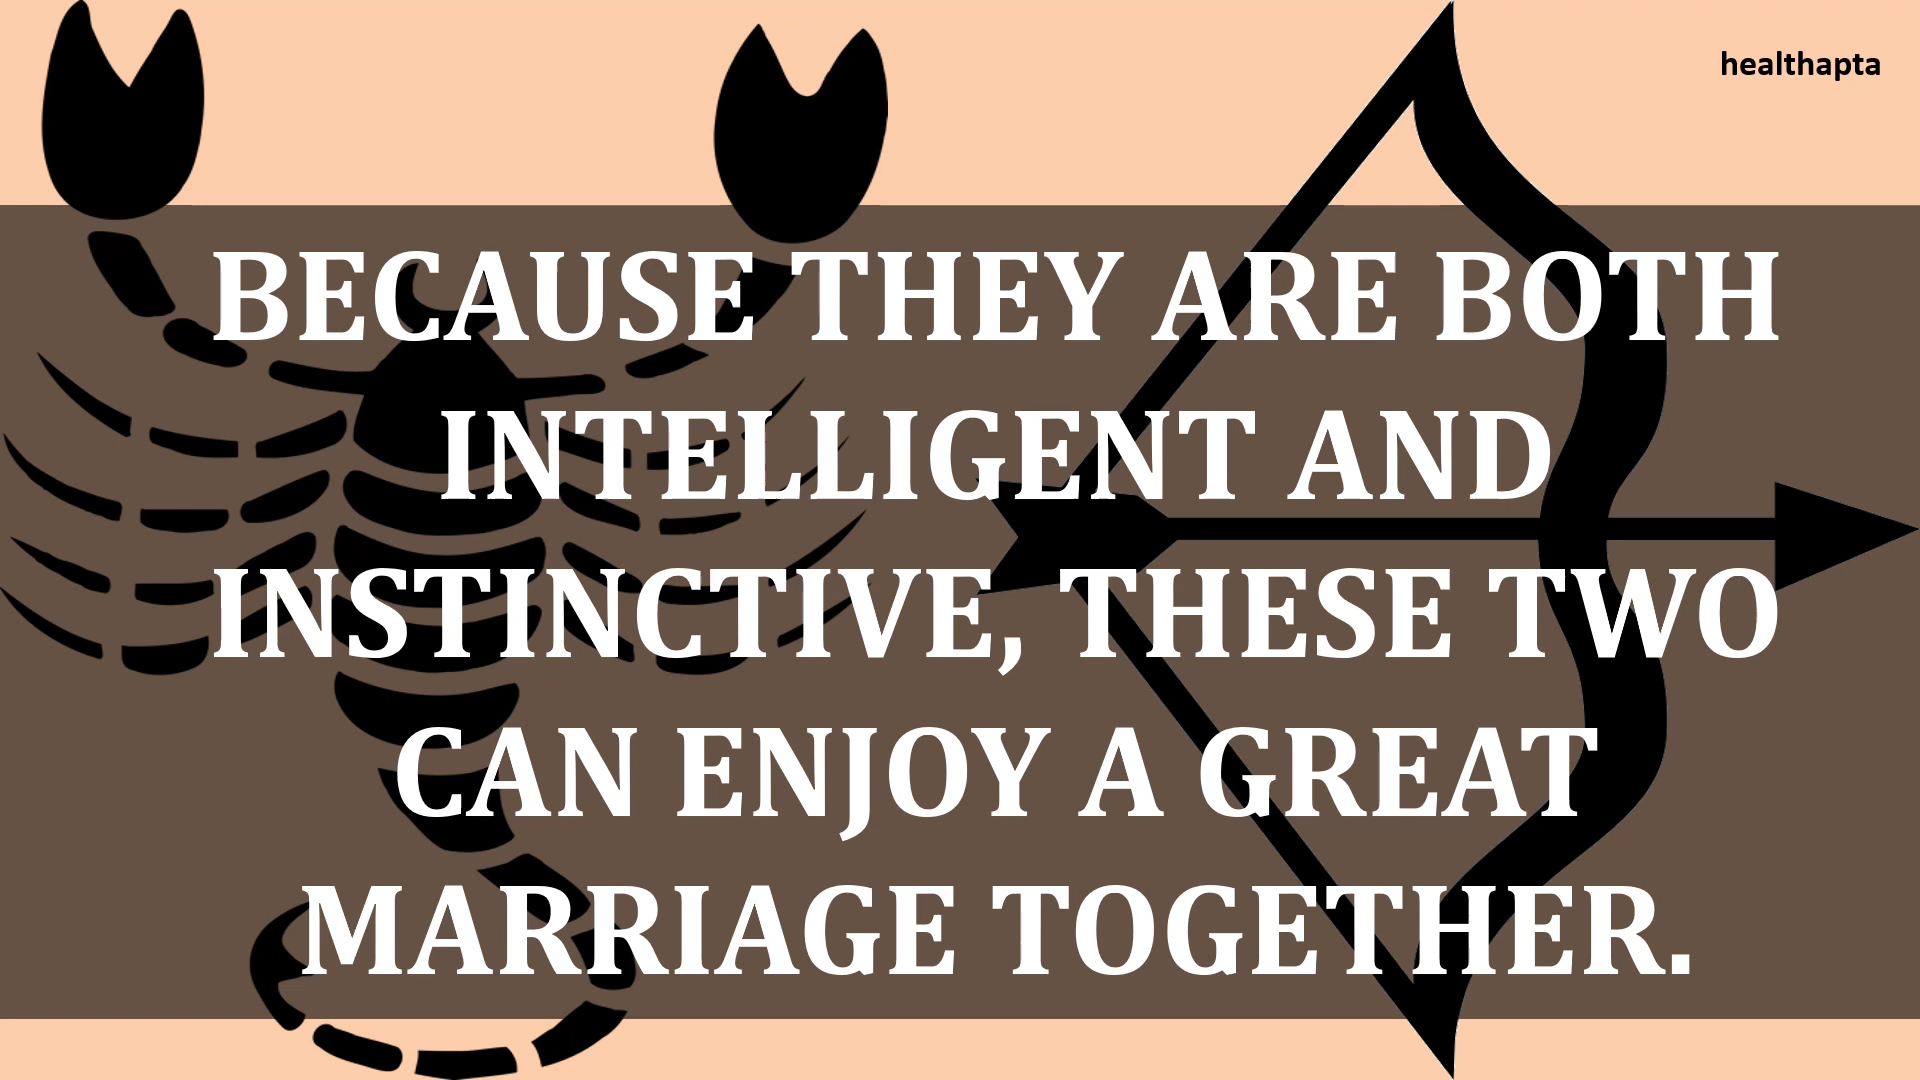 healthapta
BECAUSE THEY ARE BOTH
INTELLIGENT AND
INSTINCTIVE, THESE TWO
CAN ENJOY A GREAT
MARRIAGE TOGETHER.